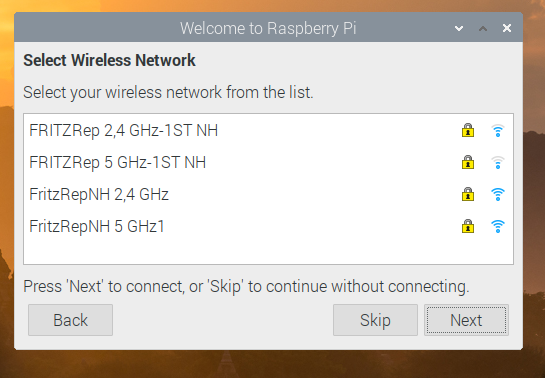 Welcome to Raspberry Pi
Select Wireless Network
Select your wireless network from the list.
FRITZRep 2,4 GHz-1ST NH
FRITZRep 5 GHz-1ST NH
FritzRepNH 2,4 GHz
FritzRepNH 5 GHz1
Press 'Next' to connect, or 'Skip' to continue without connecting.
Back Skip Next